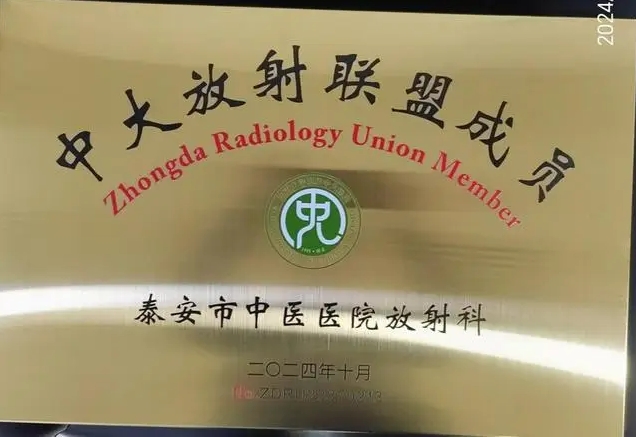 2024
中大放射联盟成员
Zhongda Radiology Union Member
泰安市中医医院放射科
二〇二四年十月